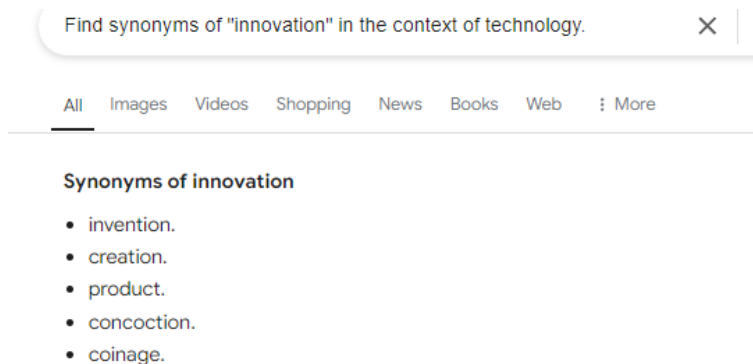 Find synonyms of "innovation" in the context of technology.
All Images Videos Shopping News Books Web More
Synonyms of innovation
invention.
creation.
product.
concoction.
coinage.